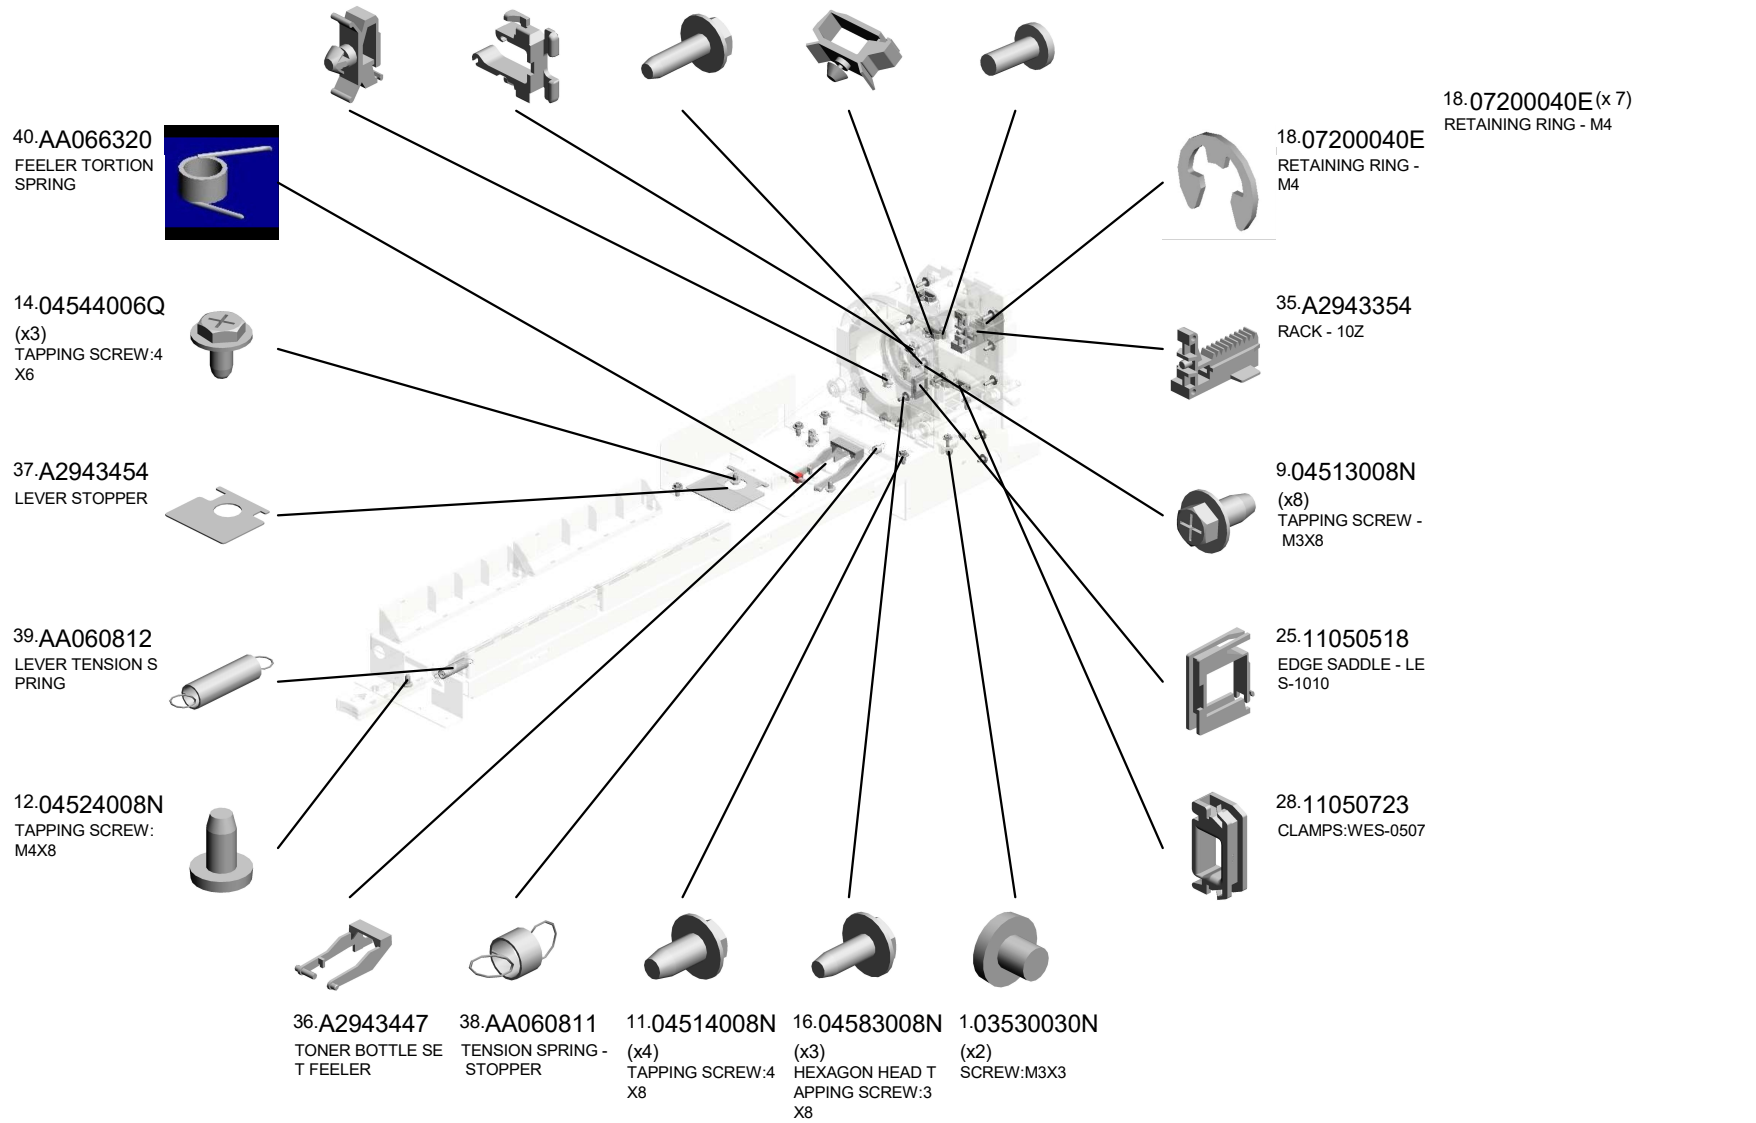 18.07200040E(x 7)
RETAINING RING - M4
40.AA066320
FEELER TORTION
SPRING
18.07200040E
RETAINING RING -
M4
14.04544006Q
(x3)
TAPPING SCREW:4
X6
35.A2943354
RACK - 10Z
37.A2943454
LEVER STOPPER
9.04513008N
(x8)
TAPPING SCREW -
M3X8
39.AA060812
LEVER TENSION S
PRING
25.11050518
EDGE SADDLE - LE
S-1010
12.04524008N
TAPPING SCREW:
M4X8
28.11050723
CLAMPS:WES-0507
36.A2943447
TONER BOTTLE SE
T FEELER
38.AA060811
TENSION SPRING -
STOPPER
11.04514008N
(x4)
TAPPING SCREW:4
X8
16.04583008N
(x3)
HEXAGON HEAD T
APPING SCREW:3
X8
1.03530030N
(x2)
SCREW:M3X3